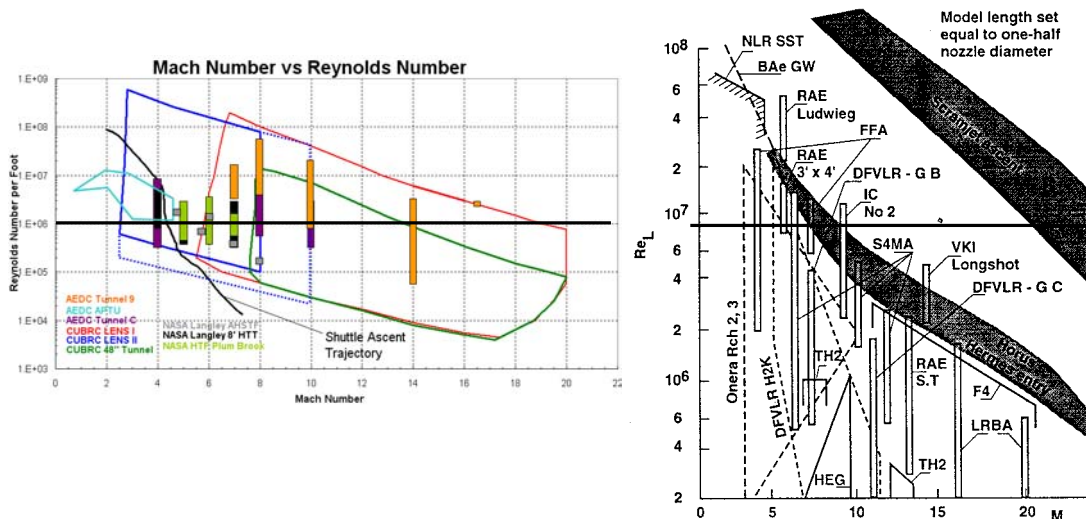 Mach Number vs Reynolds Number
1.E+09
1.E+08
1.E+07
1.E+06
1.E+05
1.E+04
1.E+03
Reynolds Number per Foot
AEDC Tunnel 9
AEDC APTU
AEDC Tunnel C
CUBRC LENS I
CUBRC LENS II
CUBRC 48" Tunnel
NASA Langley AHSTF
NASA Langley 8' HTT
NASA HTF Plum Brook
Shuttle Ascent
Trajectory
0 2 4 6 8 10 12 14 16 18 20 22
Mach Number
Model length set
equal to one-half
nozzle diameter
10⁸
6
4
2
10⁷
6
4
2
10⁶
6
4
2
Re_L
NLR SST
BAe GW
RAE
Ludwieg
FFA
RAE
3' x 4'
DFVLR - G B
IC
No 2
S4MA
VKI
Longshot
DFVLR - G C
Scramjet ascent
Horus
Hermes entry
Onera Rch 2, 3
DFVLR H2K
TH2
RAE
S.T
F4
LRBA
HEG
TH2
0 5 10 15 20 M